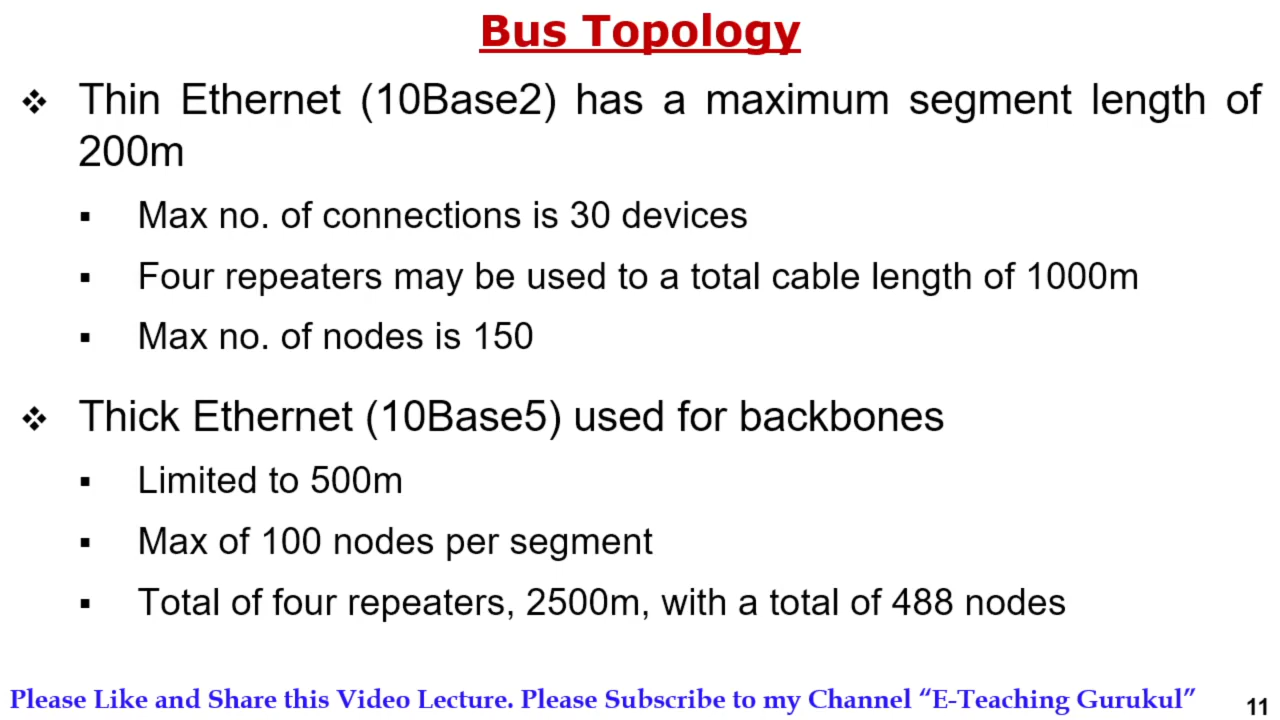 Bus Topology
❖ Thin Ethernet (10Base2) has a maximum segment length of
200m
▪ Max no. of connections is 30 devices
▪ Four repeaters may be used to a total cable length of 1000m
▪ Max no. of nodes is 150
❖ Thick Ethernet (10Base5) used for backbones
▪ Limited to 500m
▪ Max of 100 nodes per segment
▪ Total of four repeaters, 2500m, with a total of 488 nodes
Please Like and Share this Video Lecture. Please Subscribe to my Channel “E-Teaching Gurukul”
11